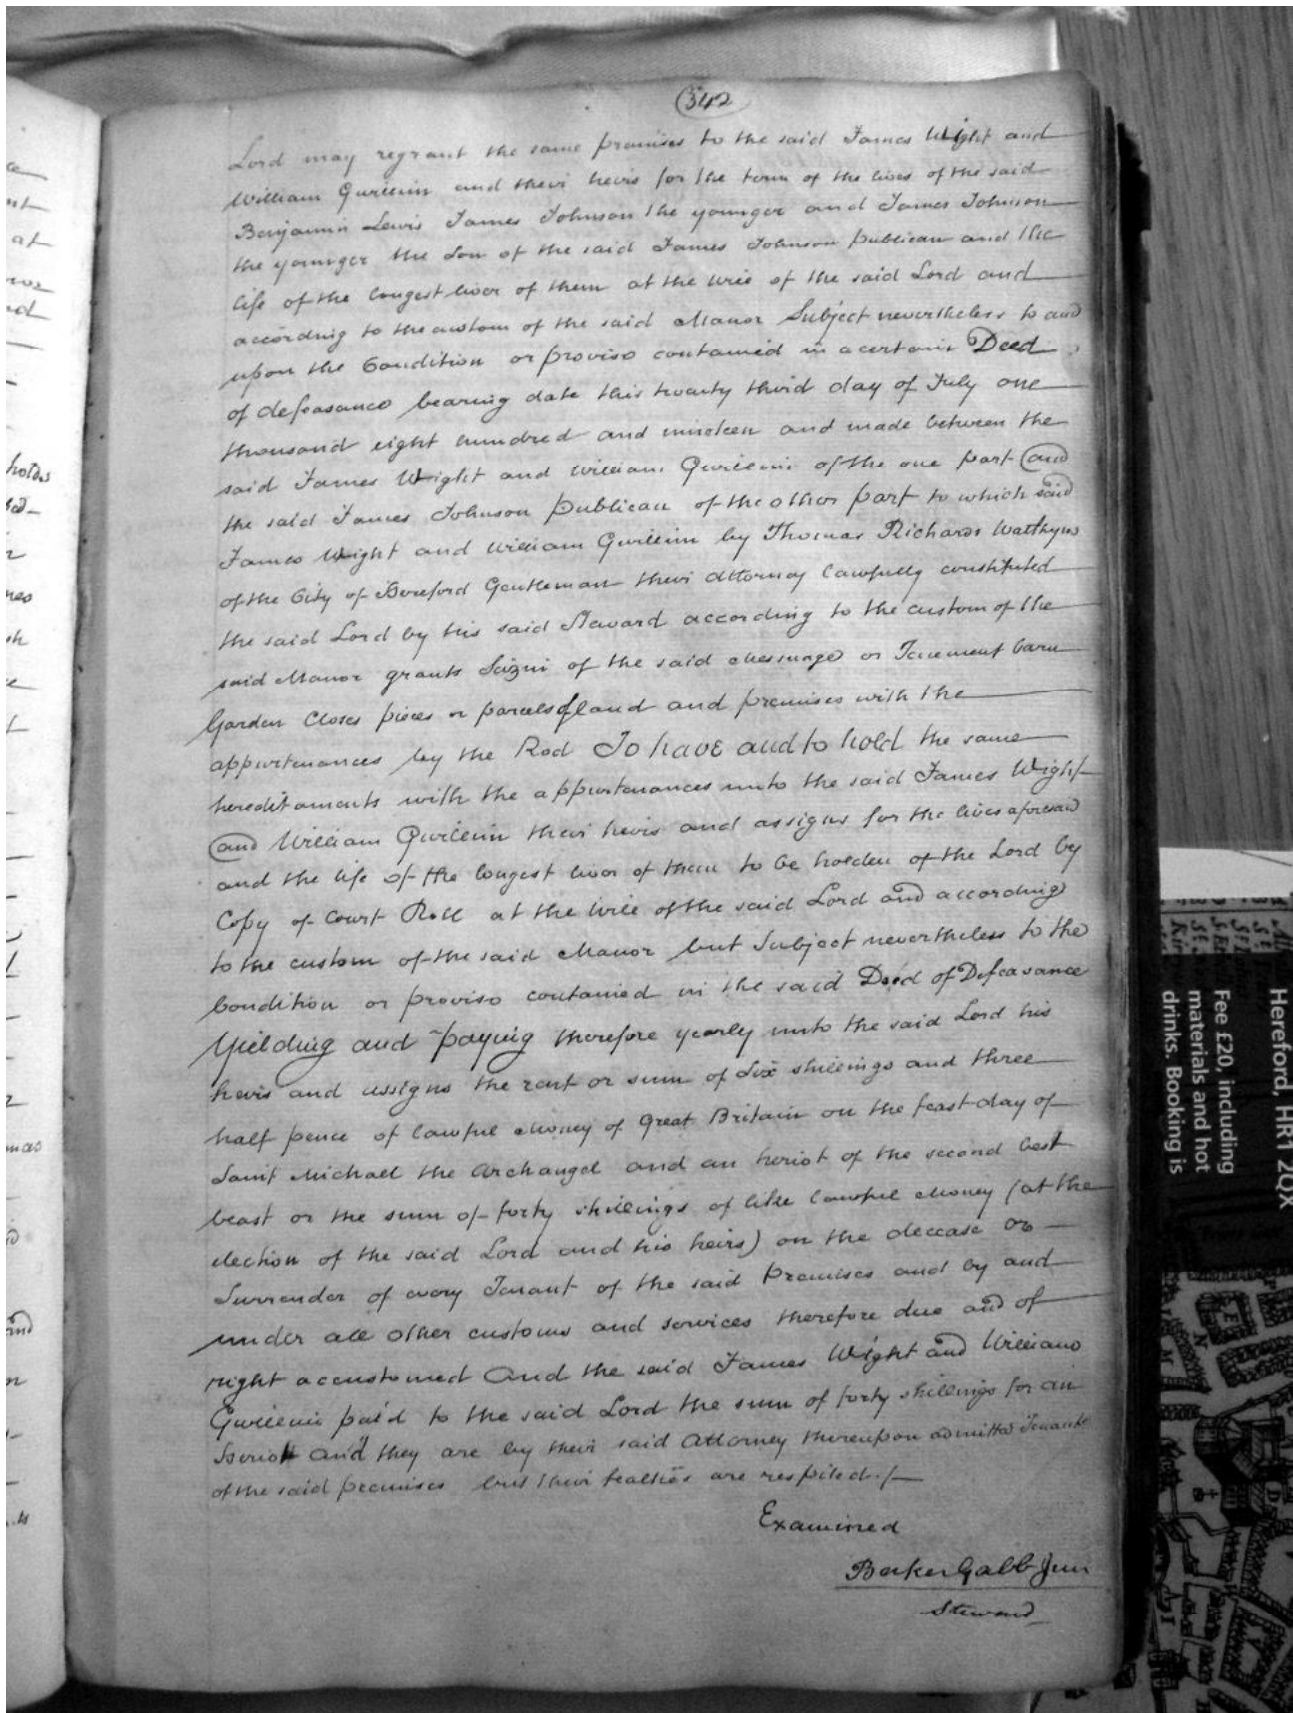 342
Lord may regrant the same premises to the said James Wright and
William Gwillim and their heirs for the term of the lives of the said
Benjamin Lewis James Johnson the younger and James Johnson
the younger the Son of the said James Johnson Publican and the
life of the longest liver of them at the will of the said Lord and
according to the custom of the said Manor Subject nevertheless to and
upon the Condition or proviso contained in a certain Deed
of defeasance bearing date this twenty third day of July one
thousand eight hundred and nineteen and made between the
said James Wright and William Gwillim of the one part and
the said James Johnson Publican of the other part to which said
James Wright and William Gwillim by Thomas Richards Watkyns
of the City of Hereford Gentleman their Attorney lawfully constituted
the said Lord by his said Steward according to the custom of the
said Manor grants Seizin of the said Messuage or Tenement barn
Garden Closes pieces or parcels of land and premises with the
appurtenances by the Rod To have and to hold the same
hereditaments with the appurtenances unto the said James Wright
and William Gwillim their heirs and assigns for the lives aforesaid
and the life of the longest liver of them to be holden of the Lord by
Copy of Court Roll at the will of the said Lord and according
to the custom of the said Manor but Subject nevertheless to the
Condition or proviso contained in the said Deed of Defeasance
Yielding and paying therefore yearly unto the said Lord his
heirs and assigns the rent or sum of Six shillings and three
half pence of lawful Money of Great Britain on the feast day of
Saint Michael the Archangel and an heriot of the second best
beast or the sum of forty shillings of like lawful Money (at the
election of the said Lord and his heirs) on the decease or
Surrender of every Tenant of the said Premises and by and
under all other customs and services therefore due and of
right accustomed And the said James Wright and William
Gwillim paid to the said Lord the sum of forty shillings for an
Heriot And they are by their said Attorney thereupon admitted Tenants
of the said premises but their fealties are respited
Examined
Baker Gabb Jun
Steward
Hereford, HR1 2QX
Fee £20, including
materials and hot
drinks. Booking is